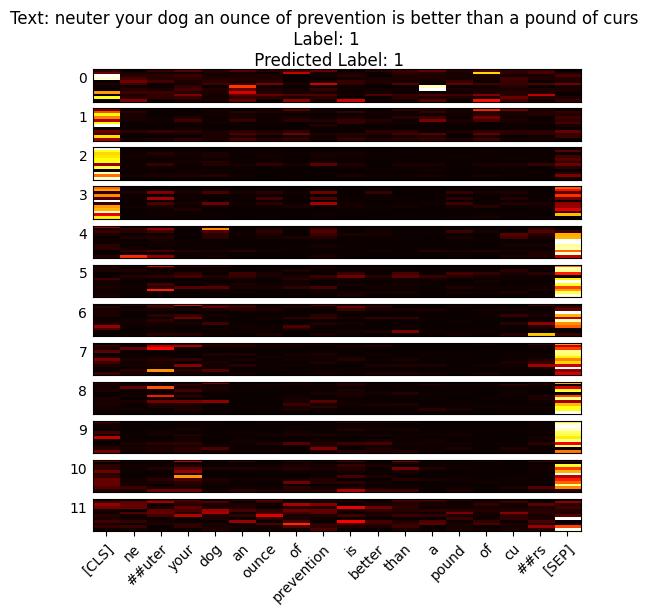 Text: neuter your dog an ounce of prevention is better than a pound of curs
Label: 1
Predicted Label: 1
0
1
2
3
4
5
6
7
8
9
10
11
[CLS]
ne
##uter
your
dog
an
ounce
of
prevention
is
better
than
a
pound
of
cu
##rs
[SEP]